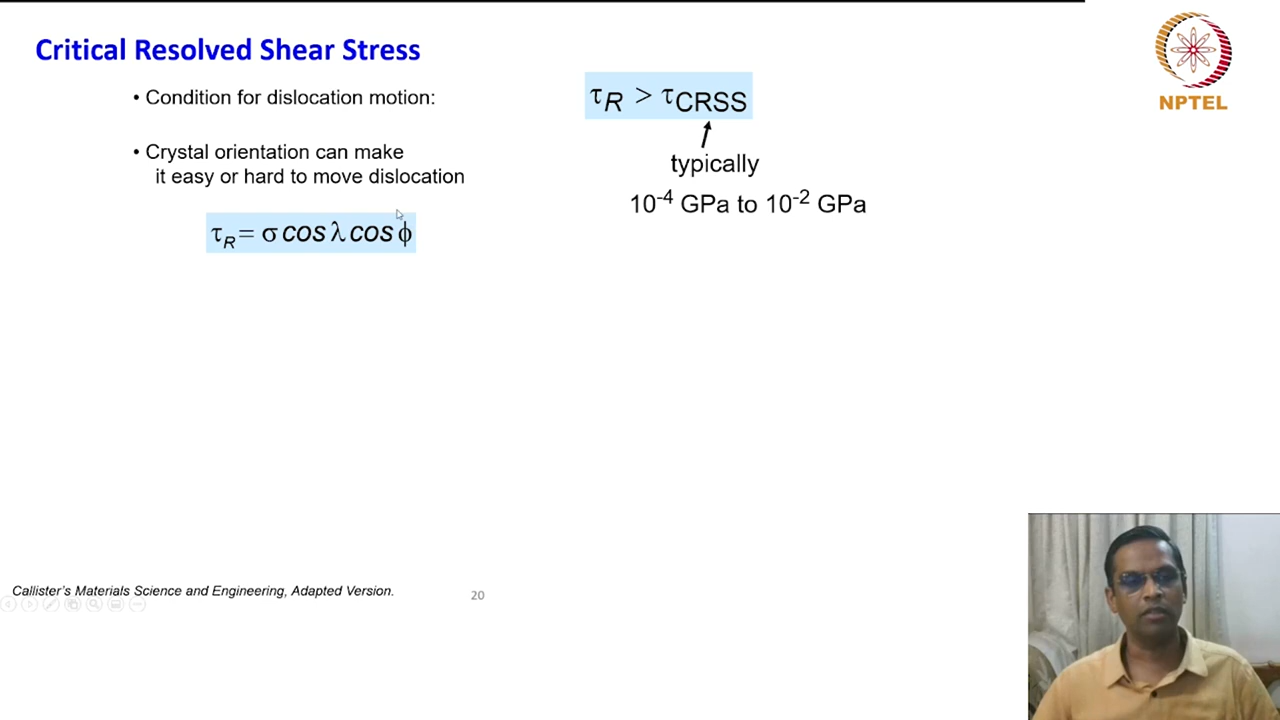 Critical Resolved Shear Stress
• Condition for dislocation motion:
τR > τCRSS
typically
10-4 GPa to 10-2 GPa
• Crystal orientation can make
it easy or hard to move dislocation
τR = σ cos λ cos ϕ
NPTEL
Callister's Materials Science and Engineering, Adapted Version.
20